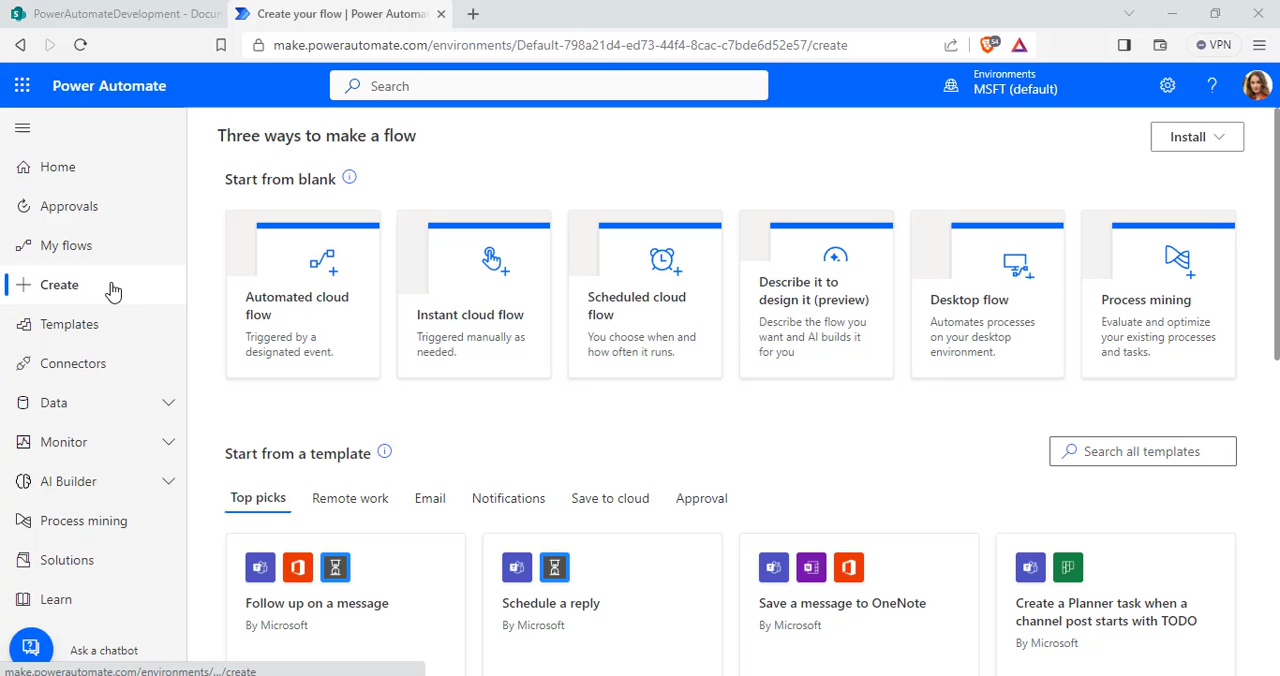 PowerAutomateDevelopment - Docun
Create your flow | Power Automa
make.powerautomate.com/environments/Default-798a21d4-ed73-44f4-8cac-c7bde6d52e57/create
54
VPN
Power Automate
Search
Environments
MSFT (default)
Home
Approvals
My flows
Create
Templates
Connectors
Data
Monitor
AI Builder
Process mining
Solutions
Learn
Ask a chatbot
make.powerautomate.com/environments/.../create
Three ways to make a flow
Install
Start from blank
Automated cloud
flow
Triggered by a
designated event.
Instant cloud flow
Triggered manually as
needed.
Scheduled cloud
flow
You choose when and
how often it runs.
Describe it to
design it (preview)
Describe the flow you
want and AI builds it
for you
Desktop flow
Automates processes
on your desktop
environment.
Process mining
Evaluate and optimize
your existing processes
and tasks.
Start from a template
Search all templates
Top picks
Remote work
Email
Notifications
Save to cloud
Approval
Follow up on a message
By Microsoft
Schedule a reply
By Microsoft
Save a message to OneNote
By Microsoft
Create a Planner task when a
channel post starts with TODO
By Microsoft